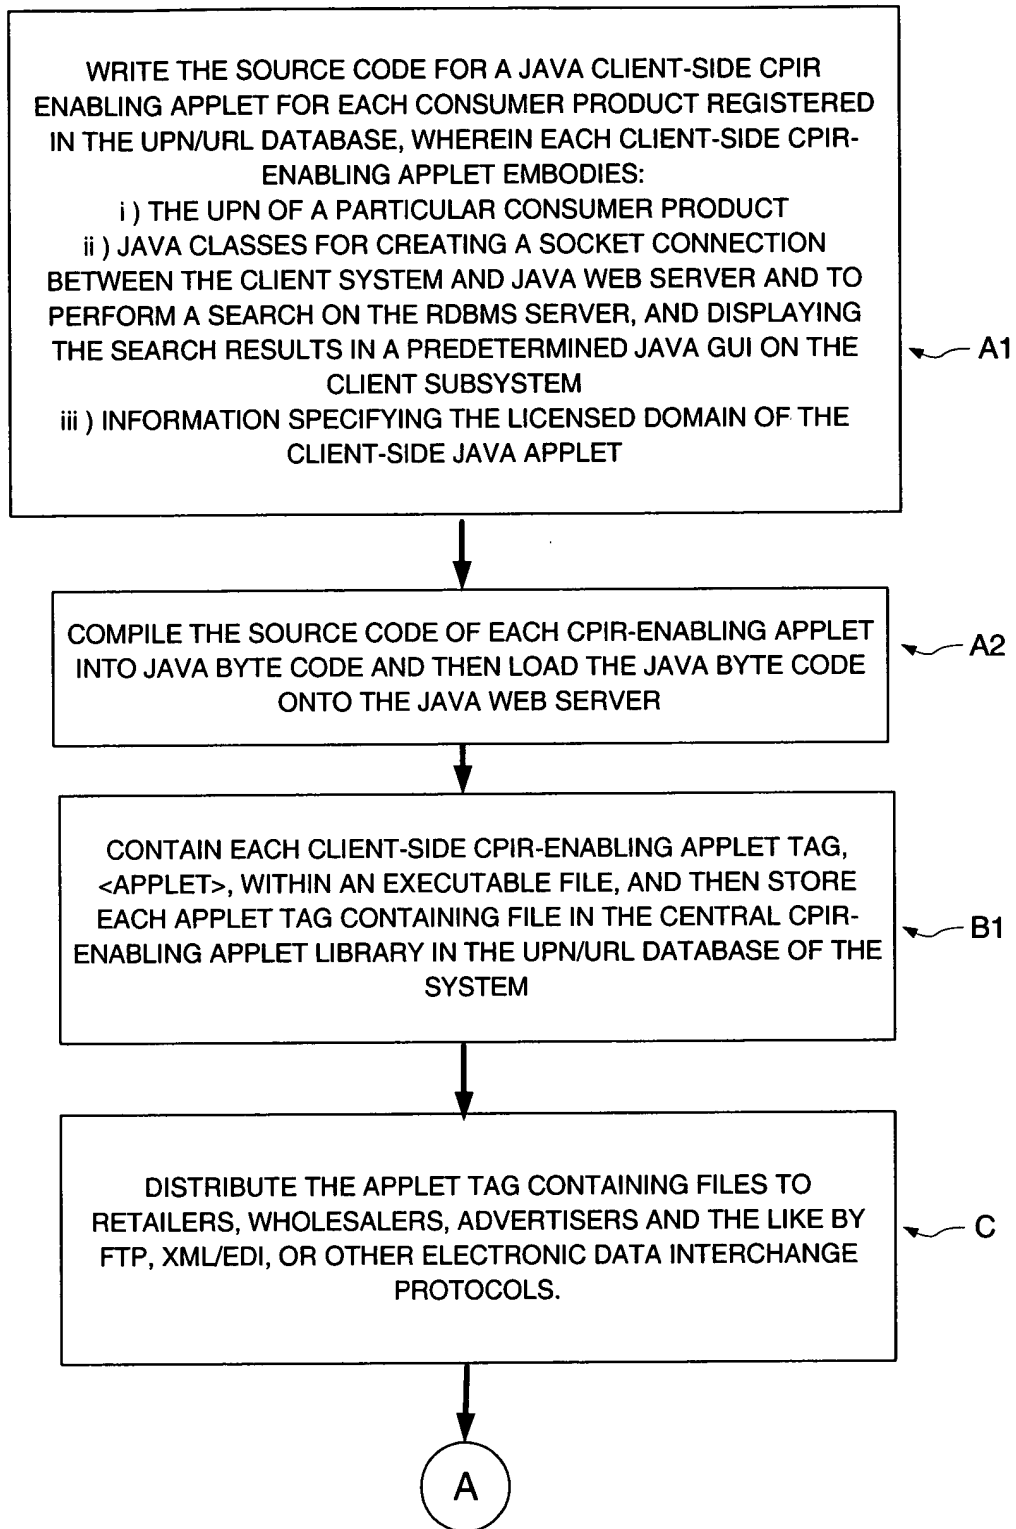 WRITE THE SOURCE CODE FOR A JAVA CLIENT-SIDE CPIR
ENABLING APPLET FOR EACH CONSUMER PRODUCT REGISTERED
IN THE UPN/URL DATABASE, WHEREIN EACH CLIENT-SIDE CPIR-
ENABLING APPLET EMBODIES:
i ) THE UPN OF A PARTICULAR CONSUMER PRODUCT
ii ) JAVA CLASSES FOR CREATING A SOCKET CONNECTION
BETWEEN THE CLIENT SYSTEM AND JAVA WEB SERVER AND TO
PERFORM A SEARCH ON THE RDBMS SERVER, AND DISPLAYING
THE SEARCH RESULTS IN A PREDETERMINED JAVA GUI ON THE
CLIENT SUBSYSTEM
iii ) INFORMATION SPECIFYING THE LICENSED DOMAIN OF THE
CLIENT-SIDE JAVA APPLET
A1
COMPILE THE SOURCE CODE OF EACH CPIR-ENABLING APPLET
INTO JAVA BYTE CODE AND THEN LOAD THE JAVA BYTE CODE
ONTO THE JAVA WEB SERVER
A2
CONTAIN EACH CLIENT-SIDE CPIR-ENABLING APPLET TAG,
<APPLET>, WITHIN AN EXECUTABLE FILE, AND THEN STORE
EACH APPLET TAG CONTAINING FILE IN THE CENTRAL CPIR-
ENABLING APPLET LIBRARY IN THE UPN/URL DATABASE OF THE
SYSTEM
B1
DISTRIBUTE THE APPLET TAG CONTAINING FILES TO
RETAILERS, WHOLESALERS, ADVERTISERS AND THE LIKE BY
FTP, XML/EDI, OR OTHER ELECTRONIC DATA INTERCHANGE
PROTOCOLS.
C
A